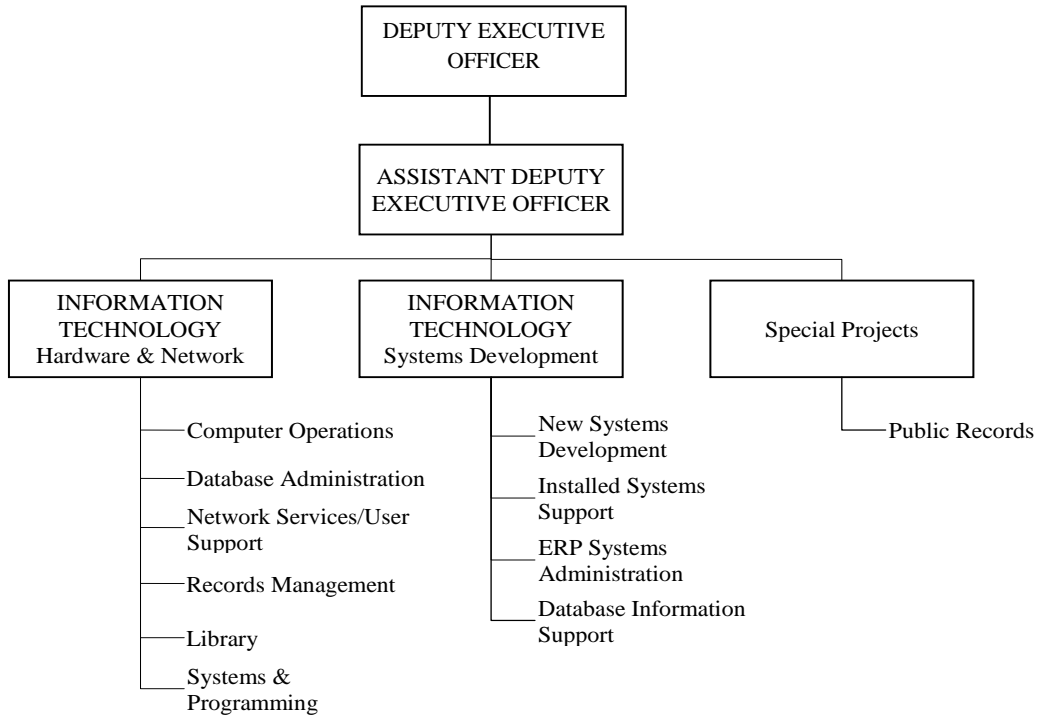 DEPUTY EXECUTIVE
OFFICER
ASSISTANT DEPUTY
EXECUTIVE OFFICER
INFORMATION
TECHNOLOGY
Hardware & Network
INFORMATION
TECHNOLOGY
Systems Development
Special Projects
Computer Operations
Database Administration
Network Services/User
Support
Records Management
Library
Systems &
Programming
New Systems
Development
Installed Systems
Support
ERP Systems
Administration
Database Information
Support
Public Records